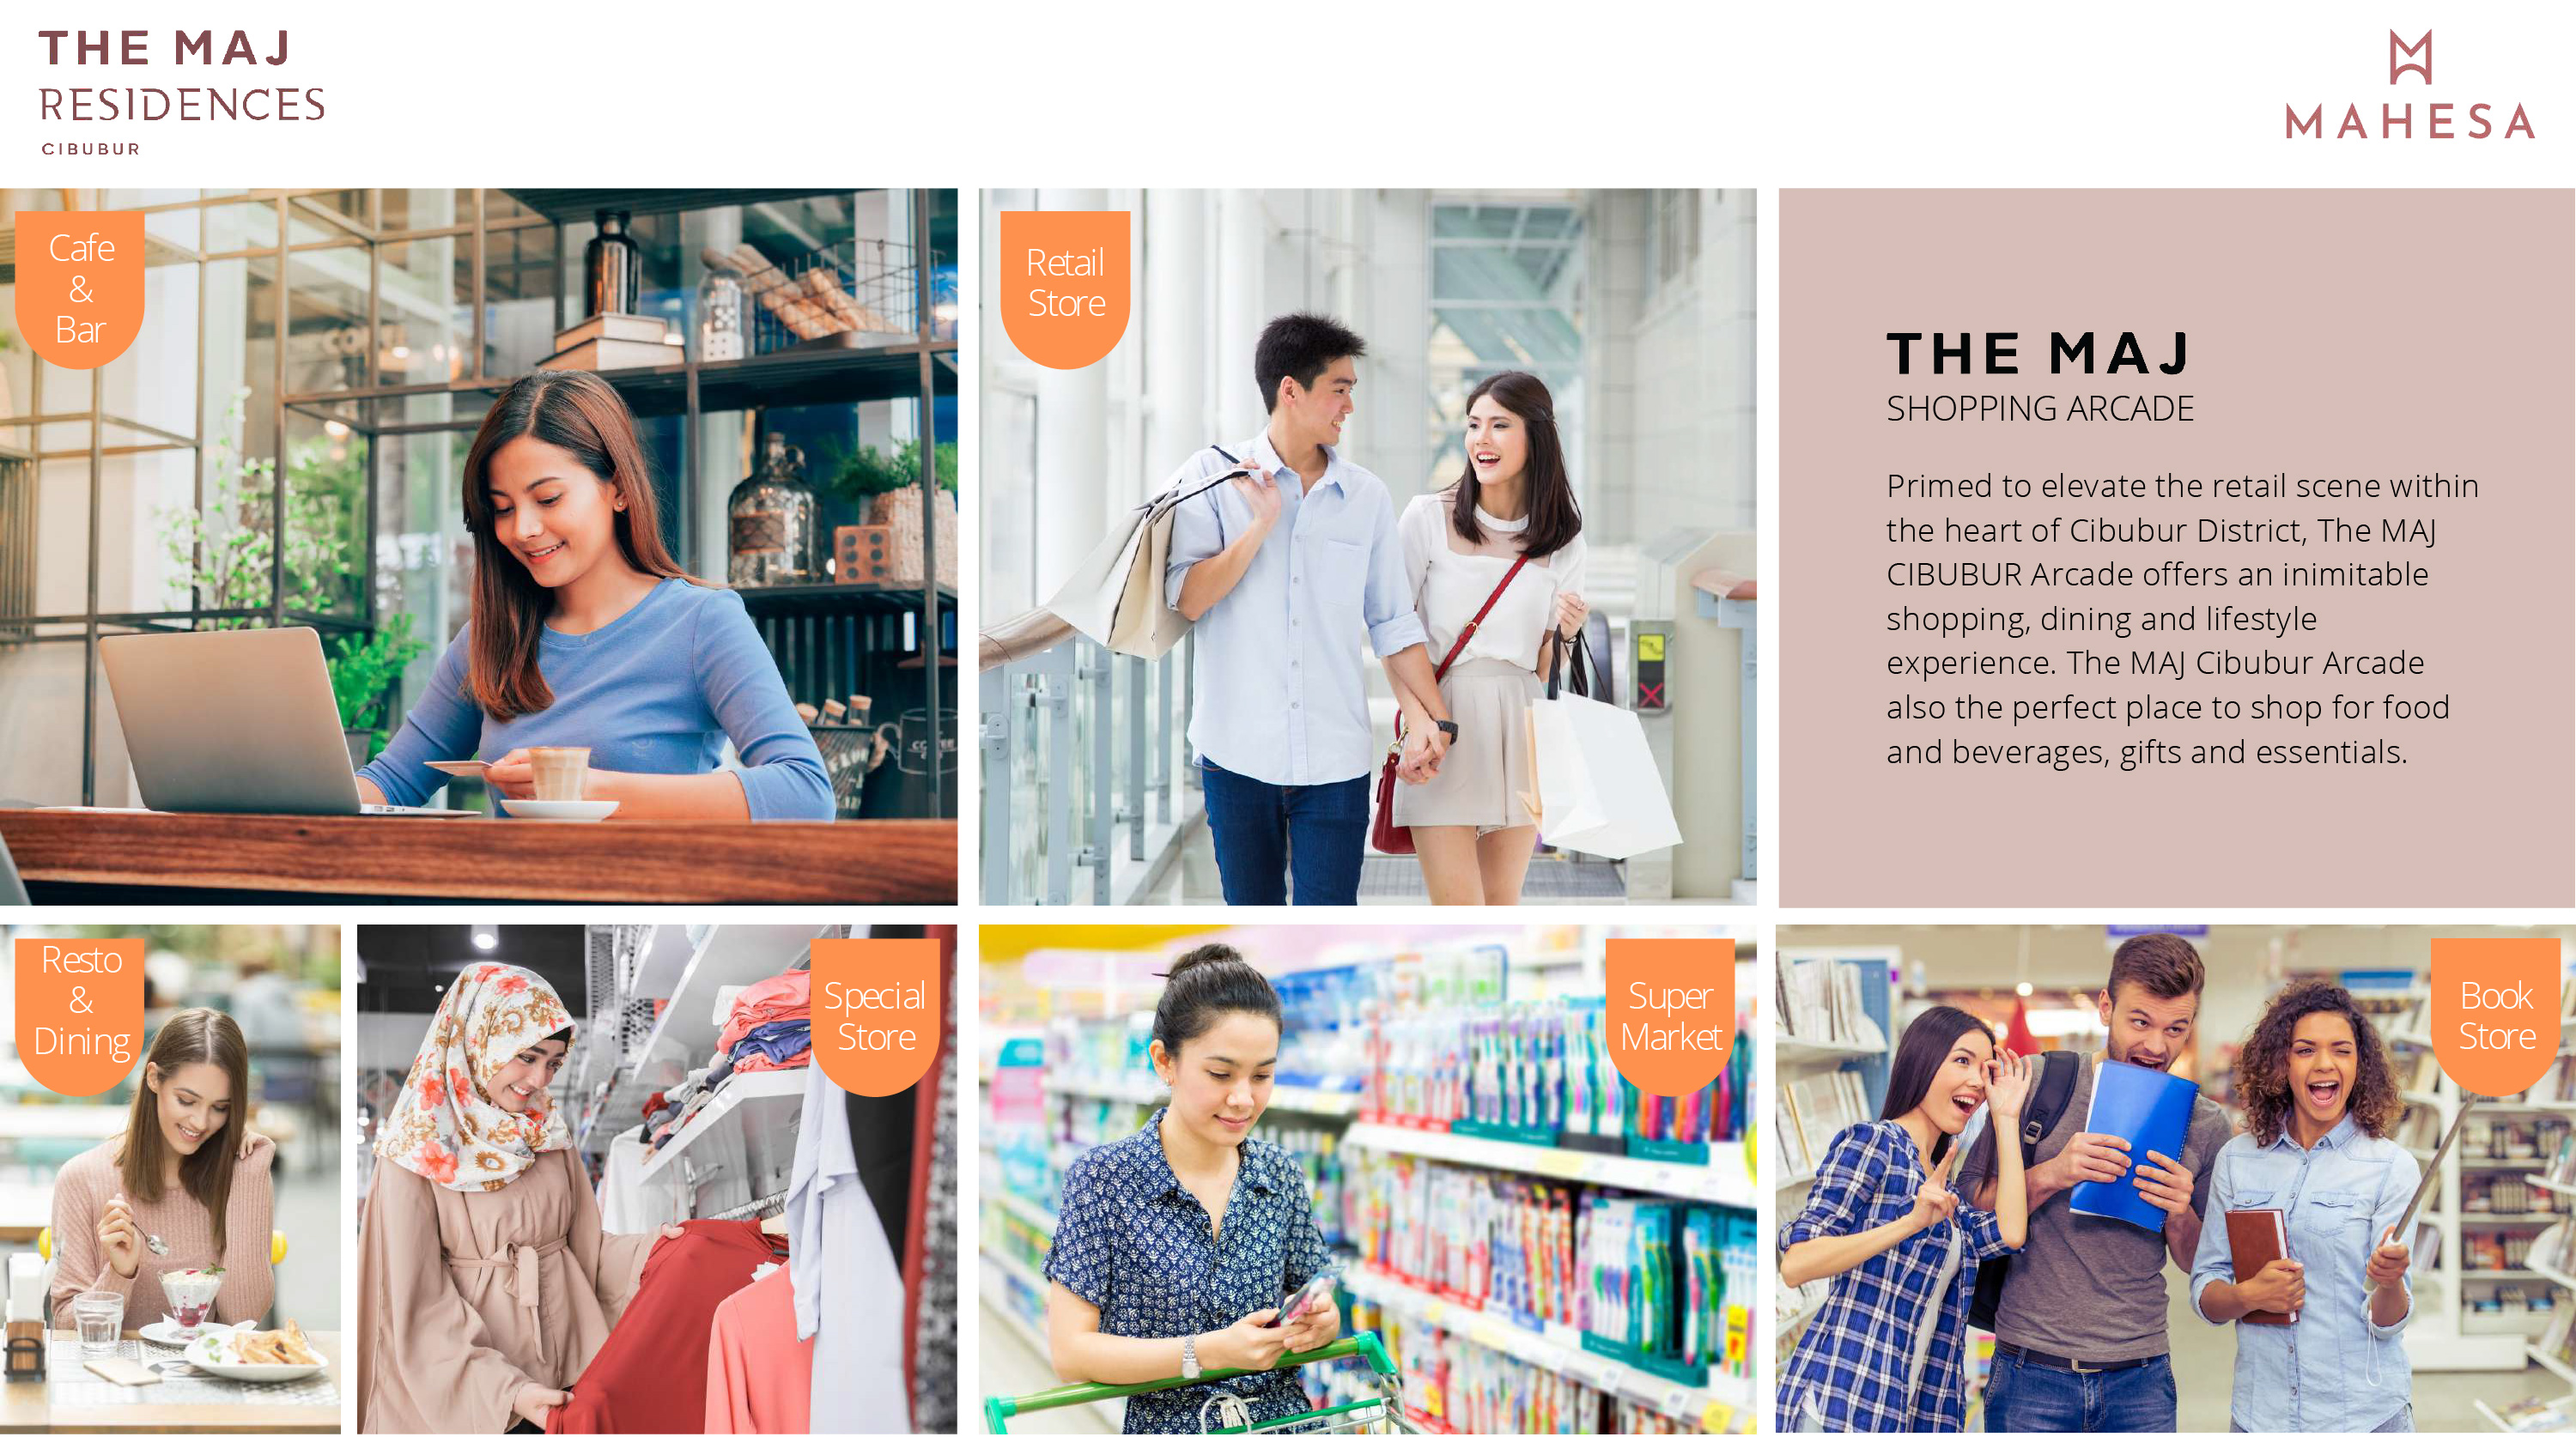 THE MAJ
RESIDENCES
CIBUBUR
MAHESA
Cafe
&
Bar
Retail
Store
THE MAJ
SHOPPING ARCADE
Primed to elevate the retail scene within
the heart of Cibubur District, The MAJ
CIBUBUR Arcade offers an inimitable
shopping, dining and lifestyle
experience. The MAJ Cibubur Arcade
also the perfect place to shop for food
and beverages, gifts and essentials.
Resto
&
Dining
Special
Store
Super
Market
Book
Store